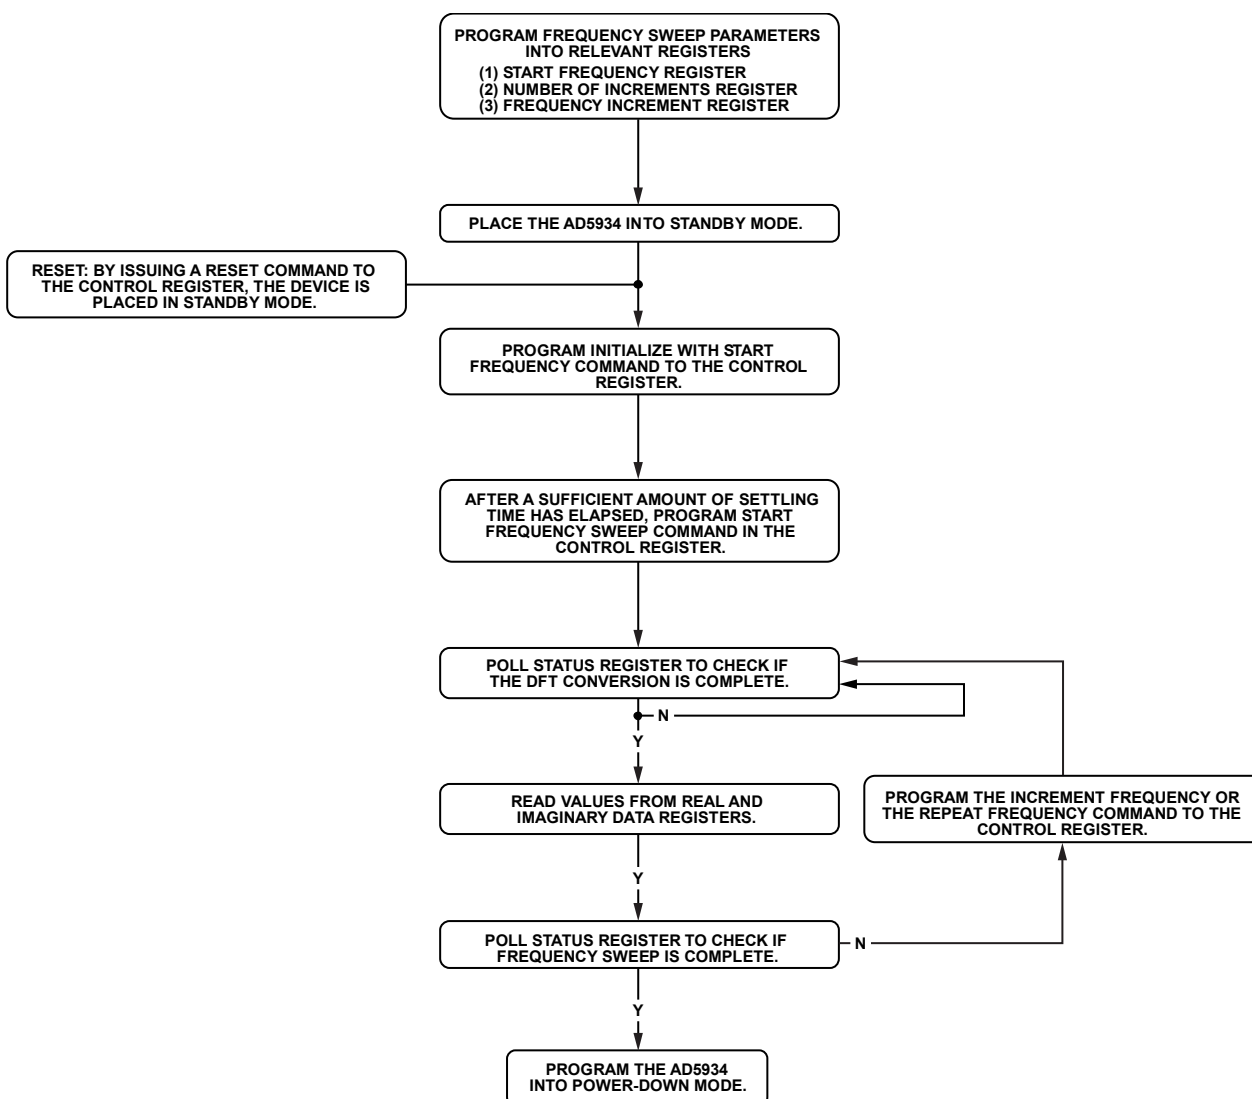 PROGRAM FREQUENCY SWEEP PARAMETERS
INTO RELEVANT REGISTERS
(1) START FREQUENCY REGISTER
(2) NUMBER OF INCREMENTS REGISTER
(3) FREQUENCY INCREMENT REGISTER
PLACE THE AD5934 INTO STANDBY MODE.
RESET: BY ISSUING A RESET COMMAND TO
THE CONTROL REGISTER, THE DEVICE IS
PLACED IN STANDBY MODE.
PROGRAM INITIALIZE WITH START
FREQUENCY COMMAND TO THE CONTROL
REGISTER.
AFTER A SUFFICIENT AMOUNT OF SETTLING
TIME HAS ELAPSED, PROGRAM START
FREQUENCY SWEEP COMMAND IN THE
CONTROL REGISTER.
POLL STATUS REGISTER TO CHECK IF
THE DFT CONVERSION IS COMPLETE.
N
Y
READ VALUES FROM REAL AND
IMAGINARY DATA REGISTERS.
PROGRAM THE INCREMENT FREQUENCY OR
THE REPEAT FREQUENCY COMMAND TO THE
CONTROL REGISTER.
Y
POLL STATUS REGISTER TO CHECK IF
FREQUENCY SWEEP IS COMPLETE.
N
Y
PROGRAM THE AD5934
INTO POWER-DOWN MODE.